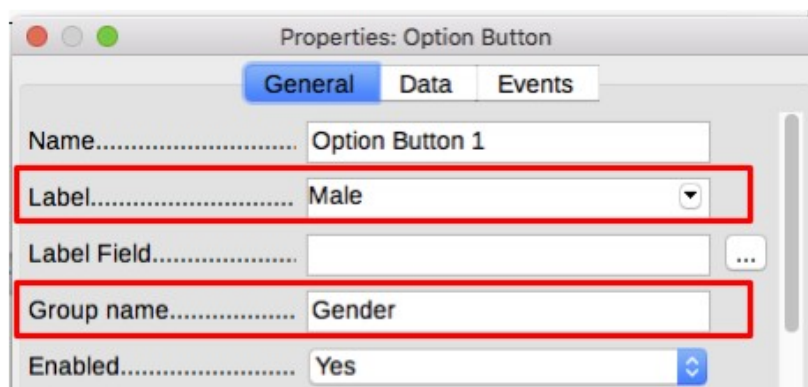 Properties: Option Button
General Data Events
Name............................. Option Button 1
Label............................. Male
Label Field..................... ...
Group name.................. Gender
Enabled......................... Yes